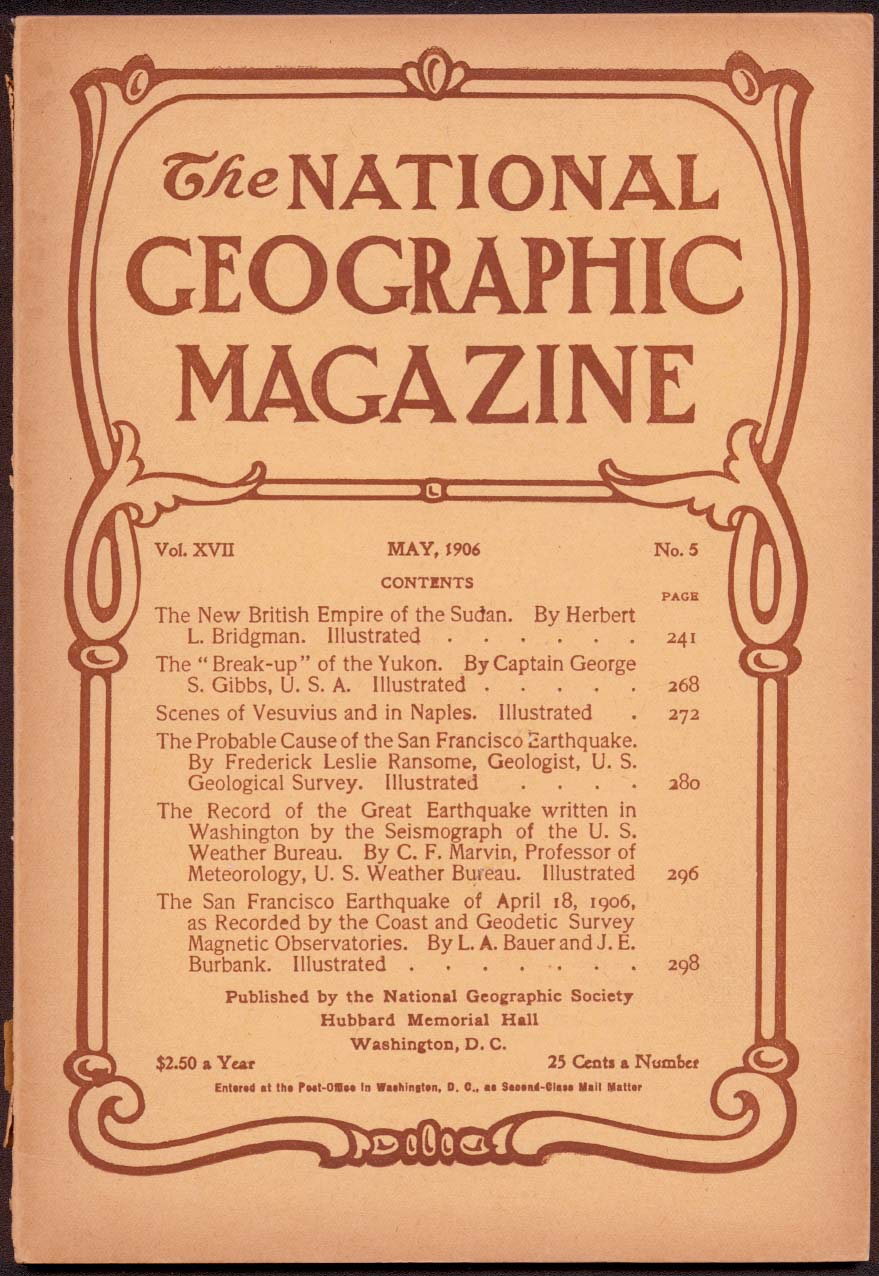 The NATIONAL
GEOGRAPHIC
MAGAZINE
Vol. XVII MAY, 1906 No. 5
CONTENTS
PAGE
The New British Empire of the Sudan. By Herbert
L. Bridgman. Illustrated . . . . . . 241
The "Break-up" of the Yukon. By Captain George
S. Gibbs, U. S. A. Illustrated . . . . . 268
Scenes of Vesuvius and in Naples. Illustrated . 272
The Probable Cause of the San Francisco Earthquake.
By Frederick Leslie Ransome, Geologist, U. S.
Geological Survey. Illustrated . . . . 280
The Record of the Great Earthquake written in
Washington by the Seismograph of the U. S.
Weather Bureau. By C. F. Marvin, Professor of
Meteorology, U. S. Weather Bureau. Illustrated 296
The San Francisco Earthquake of April 18, 1906,
as Recorded by the Coast and Geodetic Survey
Magnetic Observatories. By L. A. Bauer and J. E.
Burbank. Illustrated . . . . . . . 298
Published by the National Geographic Society
Hubbard Memorial Hall
Washington, D. C.
$2.50 a Year 25 Cents a Number
Entered at the Post-Office in Washington, D. C., as Second-Class Mail Matter